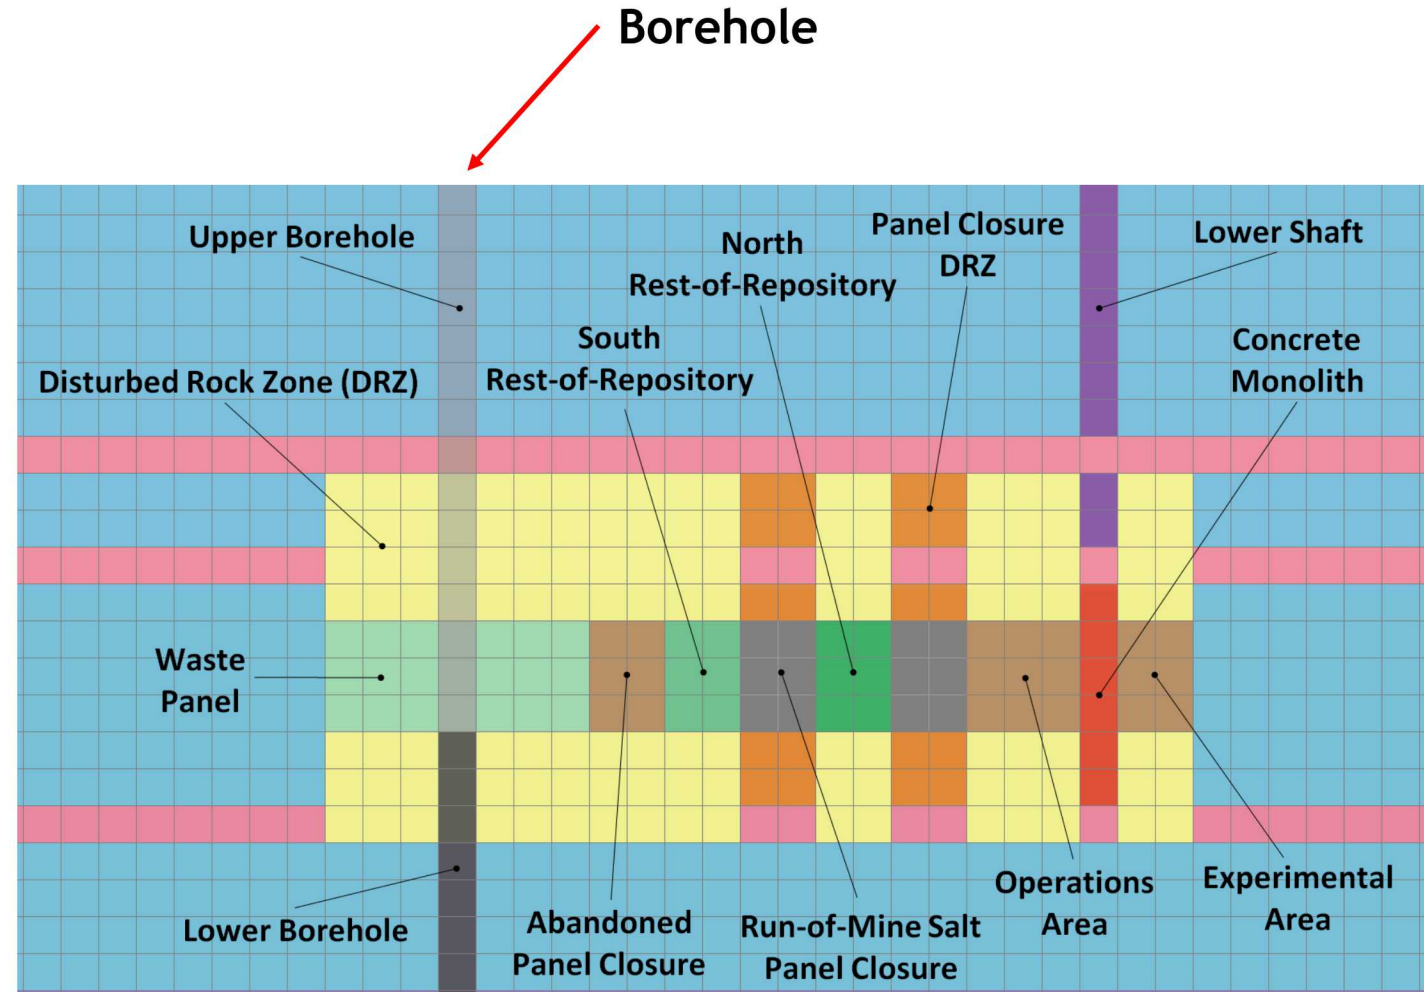 Borehole
Upper Borehole
North
Rest-of-Repository
Panel Closure
DRZ
Lower Shaft
South
Rest-of-Repository
Concrete
Monolith
Disturbed Rock Zone (DRZ)
Waste
Panel
Lower Borehole
Abandoned
Panel Closure
Run-of-Mine Salt
Panel Closure
Operations
Area
Experimental
Area